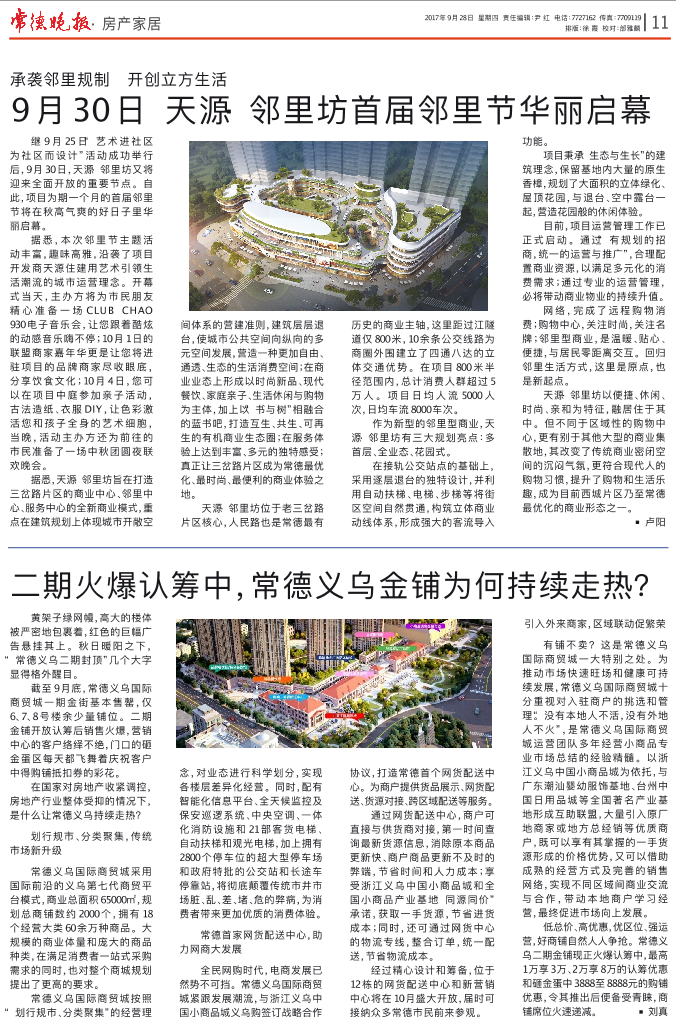 常德晚报·房产家居
2017年9月28日 星期四 责任编辑:尹 红 电话:7727162 传真:7709119
排版:徐 霞 校对:邰雅麟
11
承袭邻里规制 开创立方生活
9月30日 天源 邻里坊首届邻里节华丽启幕
继9月25日“艺术进社区
为社区而设计”活动成功举行
后,9月30日,天源 邻里坊又将
迎来全面开放的重要节点。自
此,项目为期一个月的首届邻里
节将在秋高气爽的好日子里华
丽启幕。
据悉,本次邻里节主题活
动丰富,趣味高雅,沿袭了项目
开发商天源住建用艺术引领生
活潮流的城市运营理念。开幕
式当天,主办方将为市民朋友
精心准备一场CLUB CHAO
930电子音乐会,让您跟着酷炫
的动感音乐嗨不停;10月1日的
联盟商家嘉年华更是让您将进
驻项目的品牌商家尽收眼底,
分享饮食文化;10月4日,您可
以在项目中庭参加亲子活动,
古法造纸、衣服DIY,让色彩激
活您和孩子全身的艺术细胞,
当晚,活动主办方还为前往的
市民准备了一场中秋团圆夜联
欢晚会。
据悉,天源 邻里坊旨在打造
三岔路片区的商业中心、邻里中
心、服务中心的全新商业模式,重
点在建筑规划上体现城市开敞空
间体系的营建准则,建筑层层退
台,使城市公共空间向纵向的多
元空间发展,营造一种更加自由、
通透、生态的生活消费空间;在商
业业态上形成以时尚新品、现代
餐饮、家庭亲子、生活休闲与购物
为主体,加上以“书与树”相融合
的蓝书吧,打造互生、共生、可再
生的有机商业生态圈;在服务体
验上达到丰富、多元的独特感受;
真正让三岔路片区成为常德最优
化、最时尚、最便利的商业体验之
地。
天源 邻里坊位于老三岔路
片区核心,人民路也是常德最有
历史的商业主轴,这里距过江隧
道仅800米,10余条公交线路为
商圈外围建立了四通八达的立
体交通优势。在项目800米半
径范围内,总计消费人群超过5
万人。项目日均人流5000人
次,日均车流8000车次。
作为新型的邻里型商业,天
源 邻里坊有三大规划亮点:多
首层、全业态、花园式。
在接轨公交站点的基础上,
采用逐层退台的独特设计,并利
用自动扶梯、电梯、步梯等将街
区空间自然贯通,构筑立体商业
动线体系,形成强大的客流导入
功能。
项目秉承“生态与生长”的建
筑理念,保留基地内大量的原生
香樟,规划了大面积的立体绿化、
屋顶花园,与退台、空中露台一
起,营造花园般的休闲体验。
目前,项目运营管理工作已
正式启动。通过“有规划的招
商,统一的运营与推广”,合理配
置商业资源,以满足多元化的消
费需求;通过专业的运营管理,
必将带动商业物业的持续升值。
网络,完成了远程购物消
费;购物中心,关注时尚,关注名
牌;邻里型商业,是温暖、贴心、
便捷,与居民零距离交互。回归
邻里生活方式,这里是原点,也
是新起点。
天源 邻里坊以便捷、休闲、
时尚、亲和为特征,融居住于其
中。但不同于区域性的购物中
心,更有别于其他大型的商业集
散地,其改变了传统商业密闭空
间的沉闷气氛,更符合现代人的
购物习惯,提升了购物和生活乐
趣,成为目前西城片区乃至常德
最优化的商业形态之一。
▪ 卢阳
二期火爆认筹中,常德义乌金铺为何持续走热?
黄架子绿网幔,高大的楼体
被严密地包裹着,红色的巨幅广
告悬挂其上。秋日暖阳之下,
“常德义乌二期封顶”几个大字
显得格外醒目。
截至9月底,常德义乌国际
商贸城一期金街基本售罄,仅
6、7、8号楼余少量铺位。二期
金铺开放认筹后销售火爆,营销
中心的客户络绎不绝,门口的砸
金蛋区每天都“飞舞着庆祝客户
中得购铺抵扣券的彩花。
在国家对房地产收紧调控,
房地产行业整体受抑的情况下,
是什么让常德义乌持续走热?
划行规市、分类聚集,传统
市场新升级
常德义乌国际商贸城采用
国际前沿的义乌第七代商贸平
台模式,商业总面积65000㎡,规
划总商铺数约2000个,拥有18
个经营大类60余万种商品。大
规模的商业体量和庞大的商品
种类,在满足消费者一站式采购
需求的同时,也对整个商城规划
提出了更高的要求。
常德义乌国际商贸城按照
“划行规市、分类聚集”的经营理
念,对业态进行科学划分,实现
各楼层差异化经营。同时,配有
智能化信息平台、全天候监控及
保安巡逻系统、中央空调、一体
化消防设施和21部客货电梯、
自动扶梯和观光电梯,加上拥有
2800个停车位的超大型停车场
和政府特批的公交站和长途车
停靠站,将彻底颠覆传统市井市
场脏、乱、差、堵、危的弊病,为消
费者带来更加优质的消费体验。
常德首家网货配送中心,助
力网商大发展
全民网购时代,电商发展已
然势不可挡。常德义乌国际商贸
城紧跟发展潮流,与浙江义乌中
国小商品城义乌购签订战略合作
协议,打造常德首个网货配送中
心。为商户提供货品展示、网货配
送、货源对接、跨区域配送等服务。
通过网货配送中心,商户可
直接与供货商对接,第一时间查
询最新货源信息,消除原本商品
更新快、商户商品更新不及时的
弊端,节省时间和人力成本;享
受浙江义乌中国小商品城和全
国小商品产业基地“同源同价”
承诺,获取一手货源,节省进货
成本;同时,还可通过网货中心
的物流专线,整合订单,统一配
送,节省物流成本。
经过精心设计和筹备,位于
12栋的网货配送中心和新营销
中心将在10月盛大开放,届时可
接纳众多常德市民前来参观。
引入外来商家,区域联动促繁荣
有铺不卖?这是常德义乌
国际商贸城一大特别之处。为
推动市场快速旺场和健康可持
续发展,常德义乌国际商贸城十
分重视对入驻商户的挑选和管
理。“没有本地人不活,没有外地
人不火”,是常德义乌国际商贸
城运营团队多年经营小商品专
业市场总结的经验精髓。以浙
江义乌中国小商品城为依托,与
广东潮汕婴幼服饰基地、台州中
国日用品城等全国著名产业基
地形成互助联盟,大量引入原厂
地商家或地方总经销等优质商
户,既可以享有其掌握的一手货
源形成的价格优势,又可以借助
成熟的经营方式及完善的销售
网络,实现不同区域间商业交流
与合作,带动本地商户学习经
营,最终促进市场向上发展。
低总价、高优惠,优区位、强运
营,好商铺自然人人争抢。常德义
乌二期金铺现正火爆认筹中,最高
1万享3万、2万享8万的认筹优惠
和砸金蛋中3888至8888元的购铺
优惠,令其推出后便备受青睐,商
铺席位火速递减。
▪ 刘真